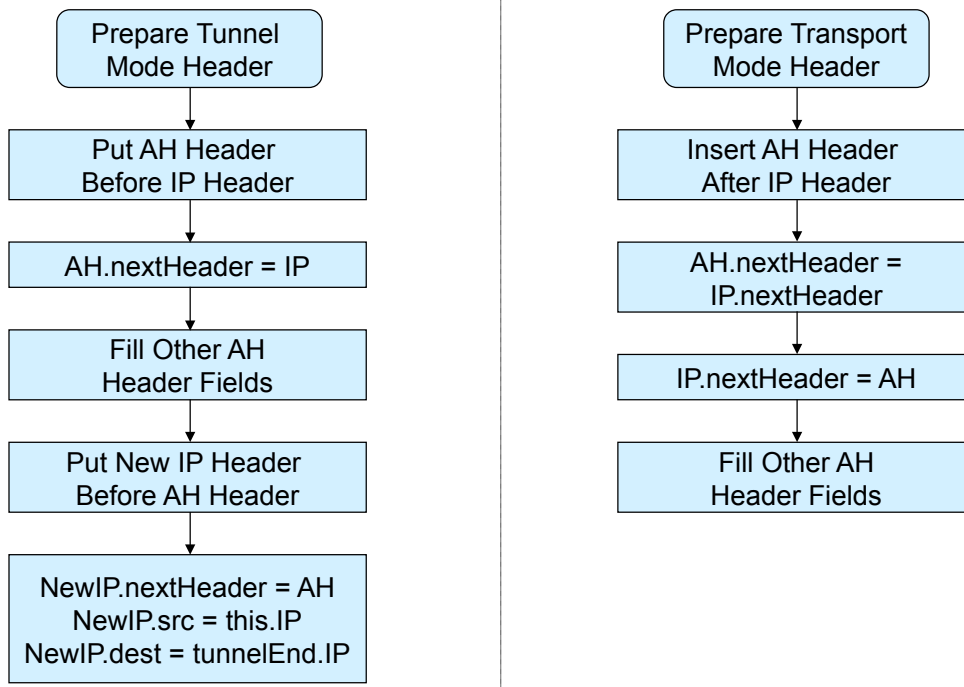 Prepare Tunnel
Mode Header
Put AH Header
Before IP Header
AH.nextHeader = IP
Fill Other AH
Header Fields
Put New IP Header
Before AH Header
NewIP.nextHeader = AH
NewIP.src = this.IP
NewIP.dest = tunnelEnd.IP
Prepare Transport
Mode Header
Insert AH Header
After IP Header
AH.nextHeader =
IP.nextHeader
IP.nextHeader = AH
Fill Other AH
Header Fields